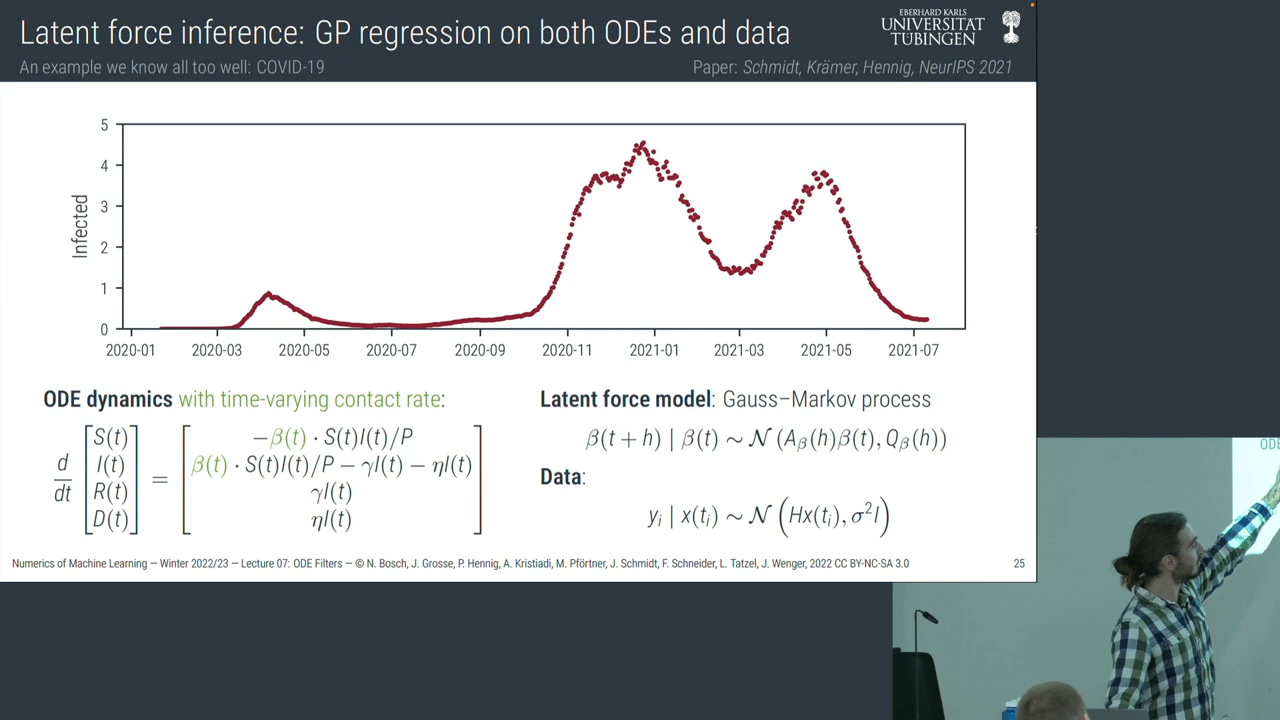 Latent force inference: GP regression on both ODEs and data
EBERHARD KARLS
UNIVERSITÄT
TÜBINGEN
An example we know all too well: COVID-19
Paper: Schmidt, Krämer, Hennig, NeurIPS 2021
5
4
3
2
1
0
Infected
2020-01 2020-03 2020-05 2020-07 2020-09 2020-11 2021-01 2021-03 2021-05 2021-07
ODE dynamics with time-varying contact rate:
d/dt [S(t) I(t) R(t) D(t)] = [−β(t) · S(t)I(t)/P
β(t) · S(t)I(t)/P − γI(t) − ηI(t)
γI(t)
ηI(t)]
Latent force model: Gauss–Markov process
β(t + h) | β(t) ∼ 𝒩 (A_β(h)β(t), Q_β(h))
Data:
y_i | x(t_i) ∼ 𝒩 (Hx(t_i), σ²I)
Numerics of Machine Learning — Winter 2022/23 — Lecture 07: ODE Filters — © N. Bosch, J. Grosse, P. Hennig, A. Kristiadi, M. Pförtner, J. Schmidt, F. Schneider, L. Tatzel, J. Wenger, 2022 CC BY-NC-SA 3.0
25
ODE